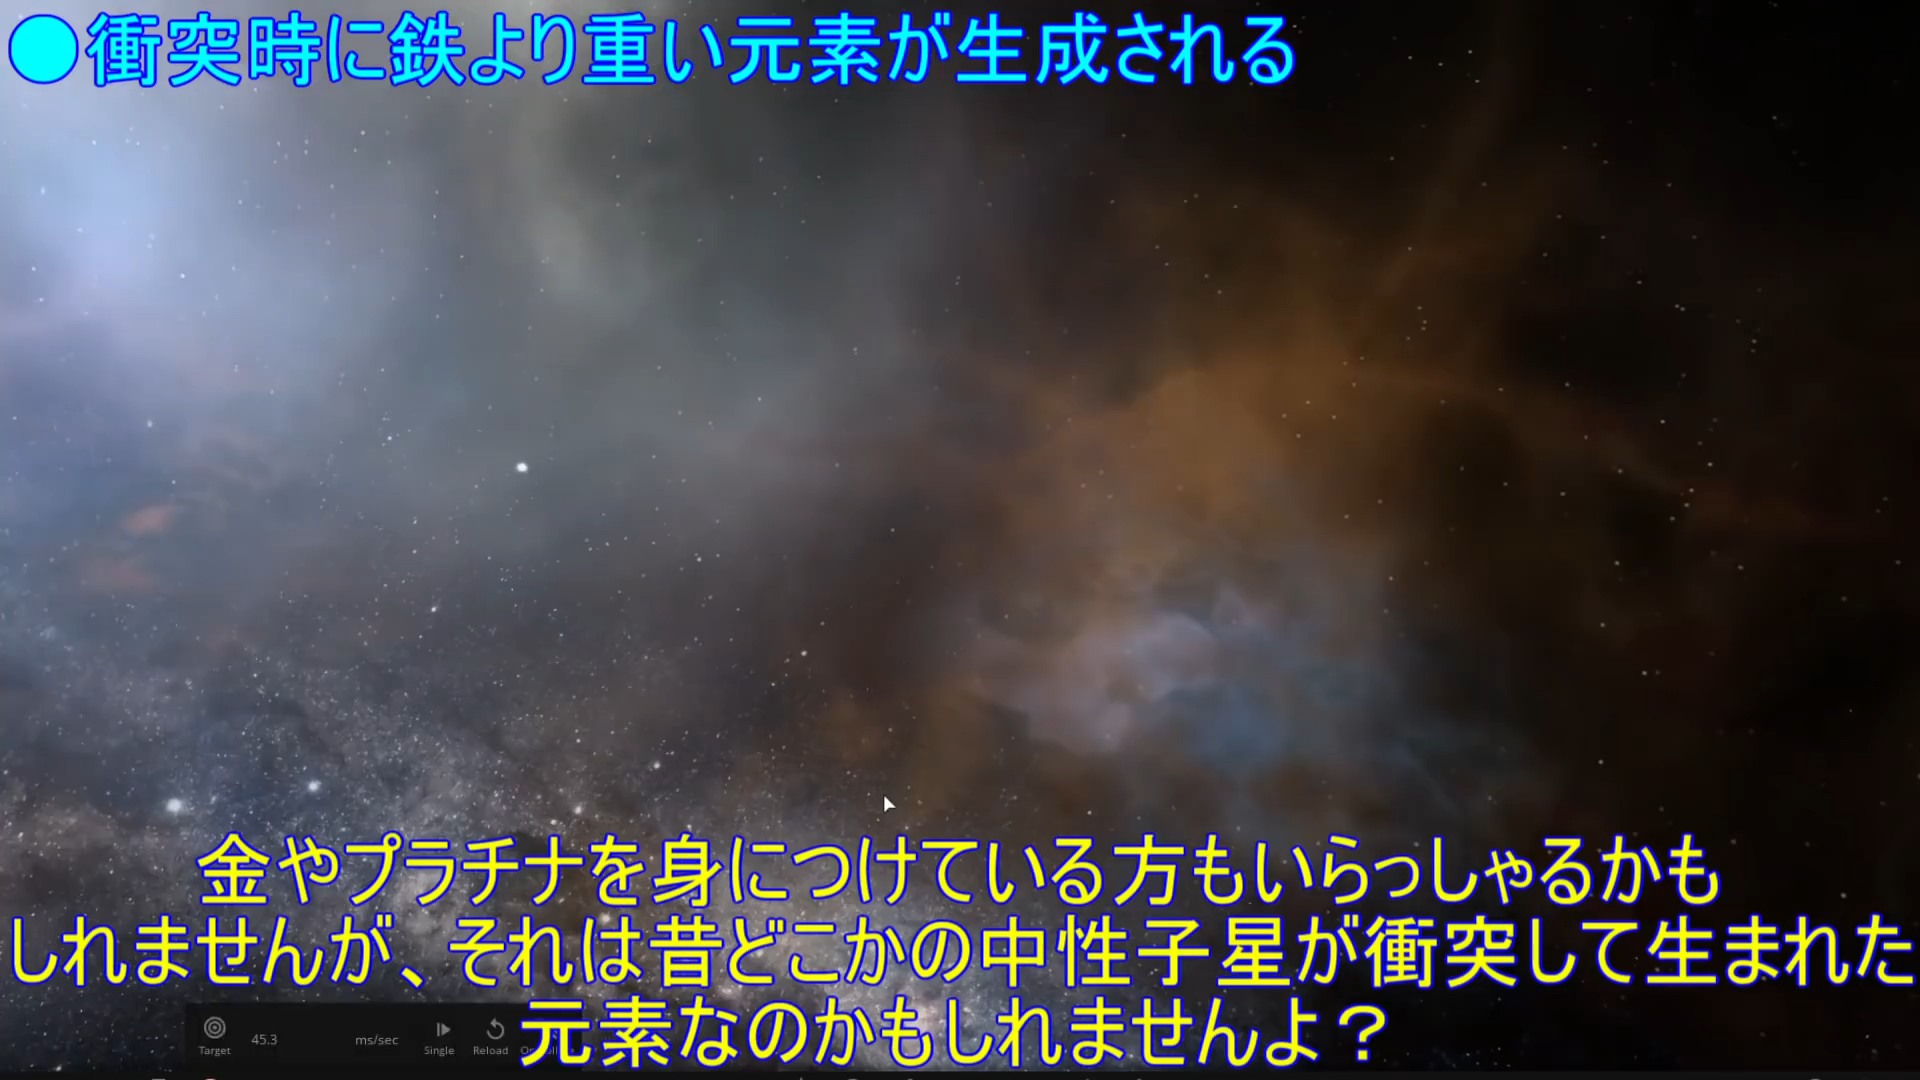 ●衝突時に鉄より重い元素が生成される
金やプラチナを身につけている方もいらっしゃるかも
しれませんが、それは昔どこかの中性子星が衝突して生まれた
元素なのかもしれませんよ？
45.3 ms/sec
Target Single Reload